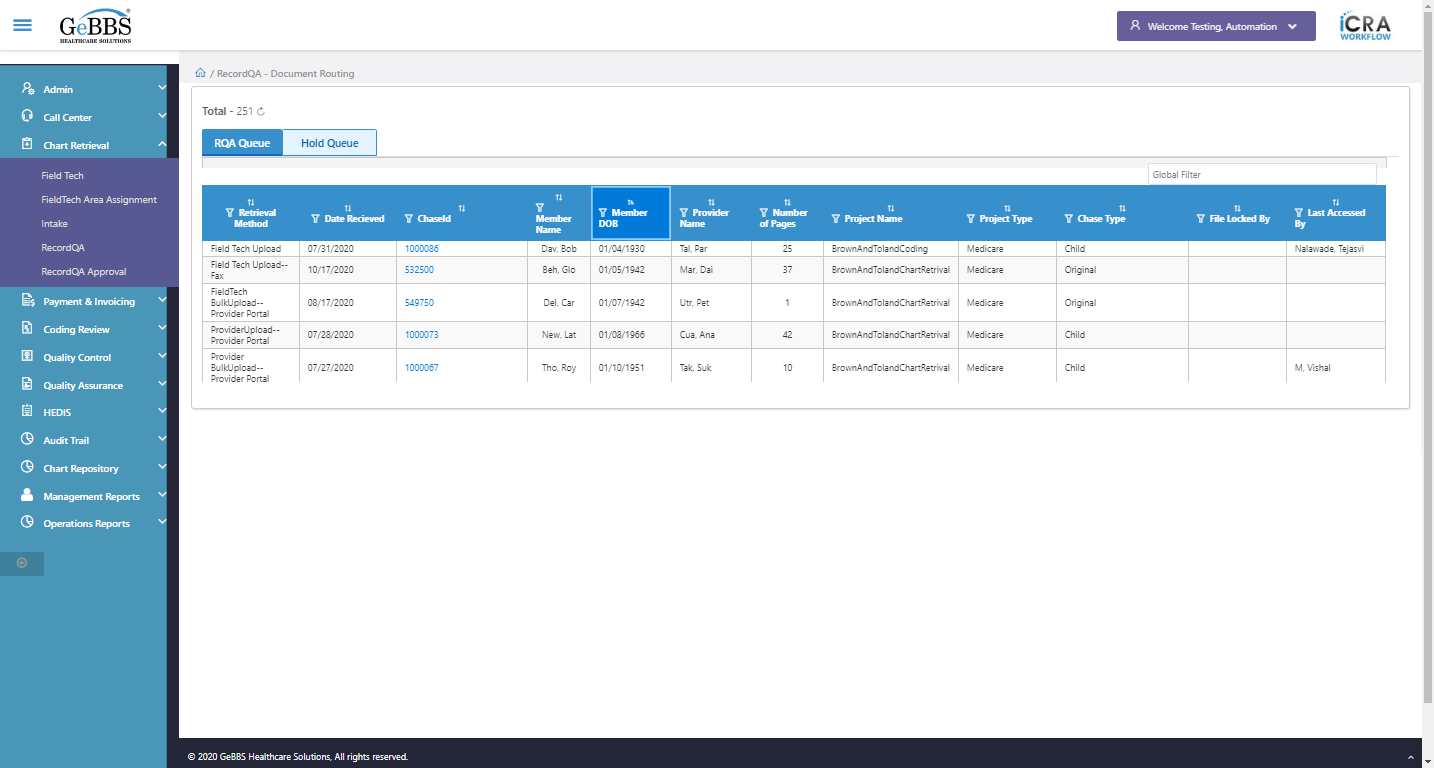 GeBBS
HEALTHCARE SOLUTIONS
Welcome Testing, Automation
iCRA
WORKFLOW
Admin
Call Center
Chart Retrieval
Field Tech
FieldTech Area Assignment
Intake
RecordQA
RecordQA Approval
Payment & Invoicing
Coding Review
Quality Control
Quality Assurance
HEDIS
Audit Trail
Chart Repository
Management Reports
Operations Reports
/ RecordQA - Document Routing
Total - 251
RQA Queue Hold Queue
Global Filter
Retrieval Method Date Recieved ChaseId Member Name Member DOB Provider Name Number of Pages Project Name Project Type Chase Type File Locked By Last Accessed By
Field Tech Upload 07/31/2020 1000086 Dav, Bob 01/04/1930 Tal, Par 25 BrownAndTolandCoding Medicare Child Nalawade, Tejasvi
Field Tech Upload--Fax 10/17/2020 532500 Beh, Glo 01/05/1942 Mar, Dai 37 BrownAndTolandChartRetrival Medicare Original
FieldTech BulkUpload--Provider Portal 08/17/2020 549750 Del, Car 01/07/1942 Utr, Pet 1 BrownAndTolandChartRetrival Medicare Original
ProviderUpload--Provider Portal 07/28/2020 1000073 New, Lat 01/08/1966 Cua, Ana 42 BrownAndTolandChartRetrival Medicare Child
Provider BulkUpload--Provider Portal 07/27/2020 1000067 Tho, Roy 01/10/1951 Tak, Suk 10 BrownAndTolandChartRetrival Medicare Child M, Vishal
© 2020 GeBBS Healthcare Solutions, All rights reserved.